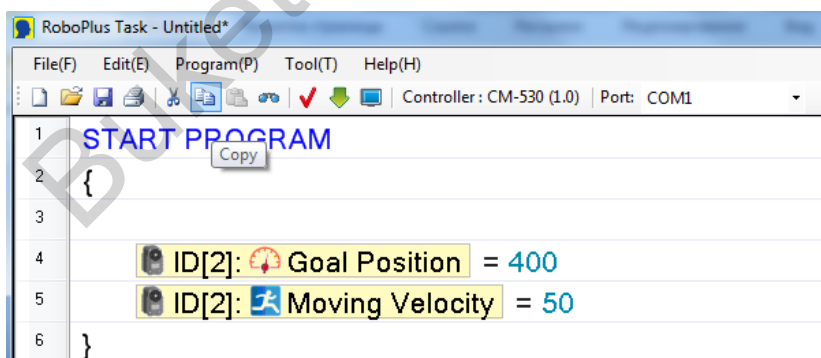 RoboPlus Task - Untitled*
File(F) Edit(E) Program(P) Tool(T) Help(H)
Controller : CM-530 (1.0) Port: COM1
1 START PROGRAM
Copy
2 {
3
4 ID[2]: Goal Position = 400
5 ID[2]: Moving Velocity = 50
6 }
Buket